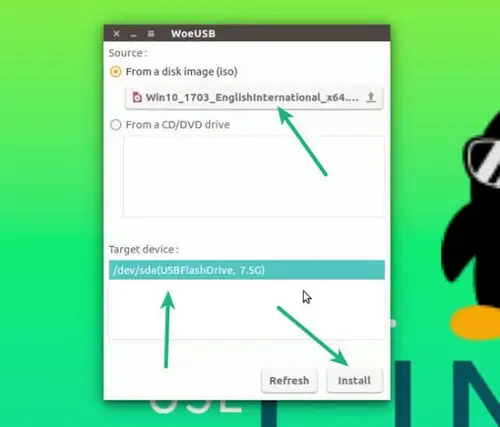 WoeUSB
Source :
From a disk image (iso)
Win10_1703_EnglishInternational_x64....
From a CD/DVD drive
Target device :
/dev/sda(USBFlashDrive, 7.5G)
Refresh
Install